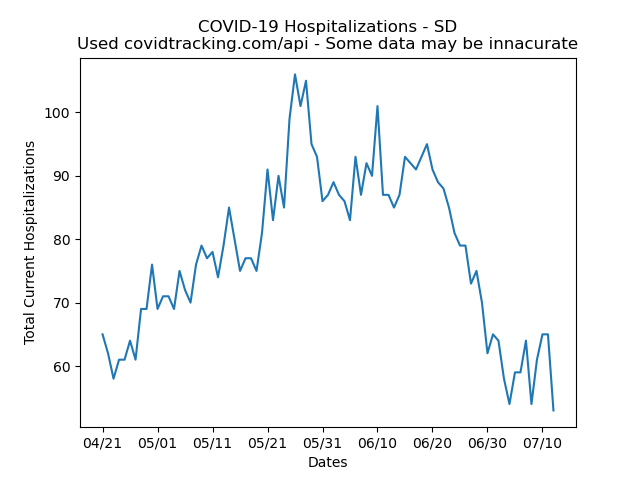 COVID-19 Hospitalizations - SD
Used covidtracking.com/api - Some data may be innacurate
Total Current Hospitalizations
100
90
80
70
60
04/21 05/01 05/11 05/21 05/31 06/10 06/20 06/30 07/10
Dates